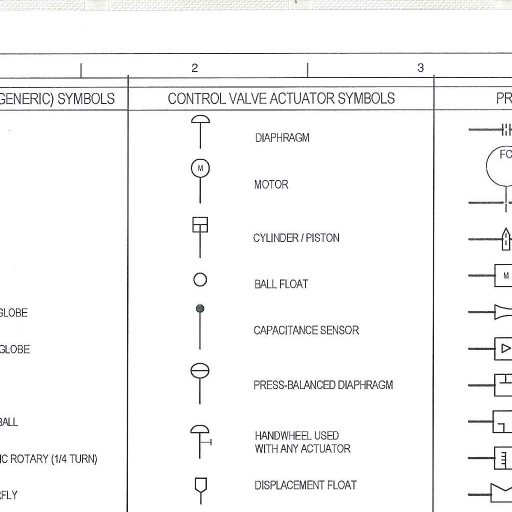 2 3
GENERIC) SYMBOLS
CONTROL VALVE ACTUATOR SYMBOLS
PR
DIAPHRAGM
FC
M
MOTOR
CYLINDER / PISTON
M
BALL FLOAT
GLOBE
CAPACITANCE SENSOR
GLOBE
PRESS-BALANCED DIAPHRAGM
BALL
HANDWHEEL USED
WITH ANY ACTUATOR
IC ROTARY (1/4 TURN)
DISPLACEMENT FLOAT
RFLY